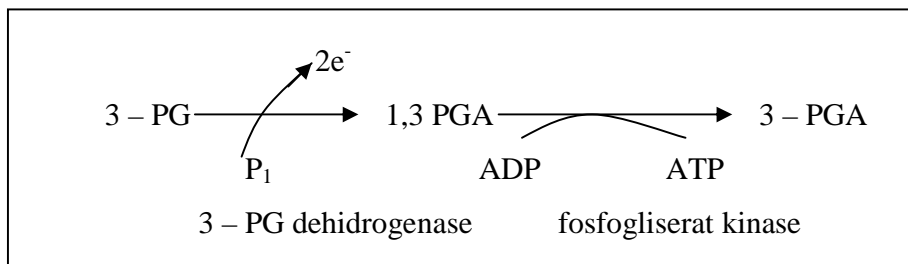 2e⁻
3 – PG 1,3 PGA 3 – PGA
P₁ ADP ATP
3 – PG dehidrogenase fosfogliserat kinase